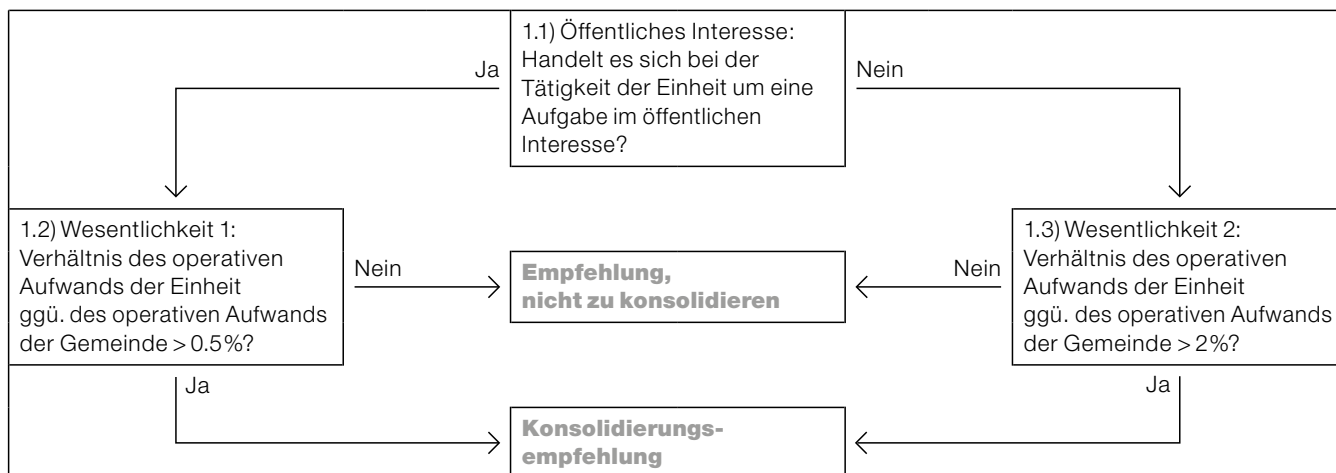 1.1) Öffentliches Interesse:
Handelt es sich bei der
Tätigkeit der Einheit um eine
Aufgabe im öffentlichen
Interesse?
Ja
Nein
1.2) Wesentlichkeit 1:
Verhältnis des operativen
Aufwands der Einheit
ggü. des operativen Aufwands
der Gemeinde > 0.5%?
Nein
Empfehlung,
nicht zu konsolidieren
Nein
1.3) Wesentlichkeit 2:
Verhältnis des operativen
Aufwands der Einheit
ggü. des operativen Aufwands
der Gemeinde > 2%?
Ja
Ja
Konsolidierungs-
empfehlung